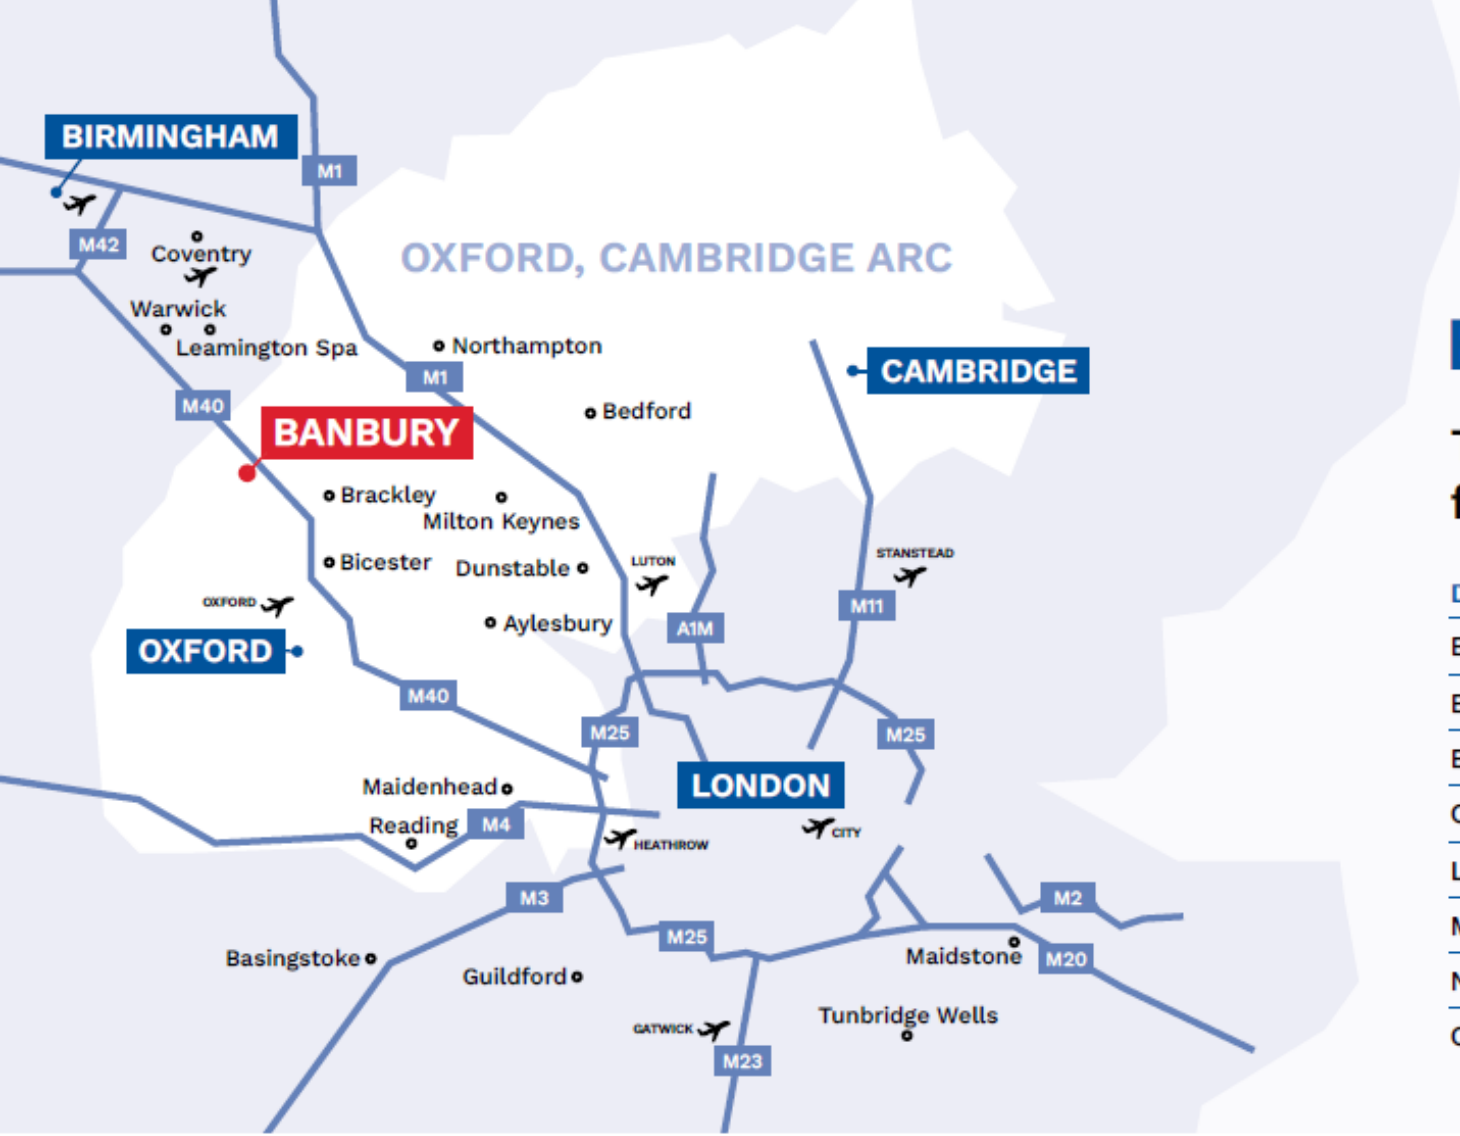 BIRMINGHAM
M1
M42
Coventry
OXFORD, CAMBRIDGE ARC
Warwick
Leamington Spa
Northampton
M1
CAMBRIDGE
M40
Bedford
BANBURY
Brackley
Milton Keynes
Bicester
Dunstable
LUTON
STANSTEAD
OXFORD
M11
Aylesbury
A1M
OXFORD
M40
M25
M25
Maidenhead
LONDON
Reading
M4
CITY
HEATHROW
M3
M2
M25
Basingstoke
Maidstone
M20
Guildford
Tunbridge Wells
GATWICK
M23